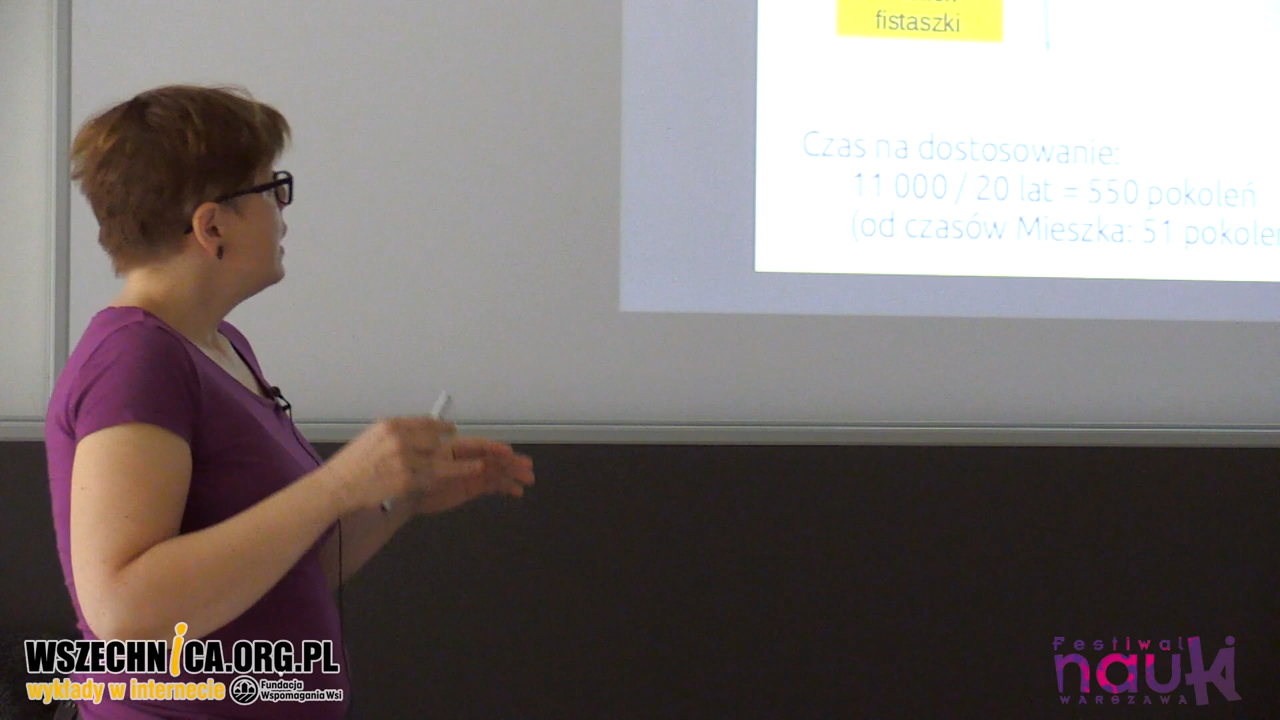 fistaszki
Czas na dostosowanie:
11 000 / 20 lat = 550 pokoleń
(od czasów Mieszka: 51
WSZECHNICA.ORG.PL
wykłady w internecie
Fundacja
Wspomagania Wsi
Festiwal
nauki
WARSZAWA